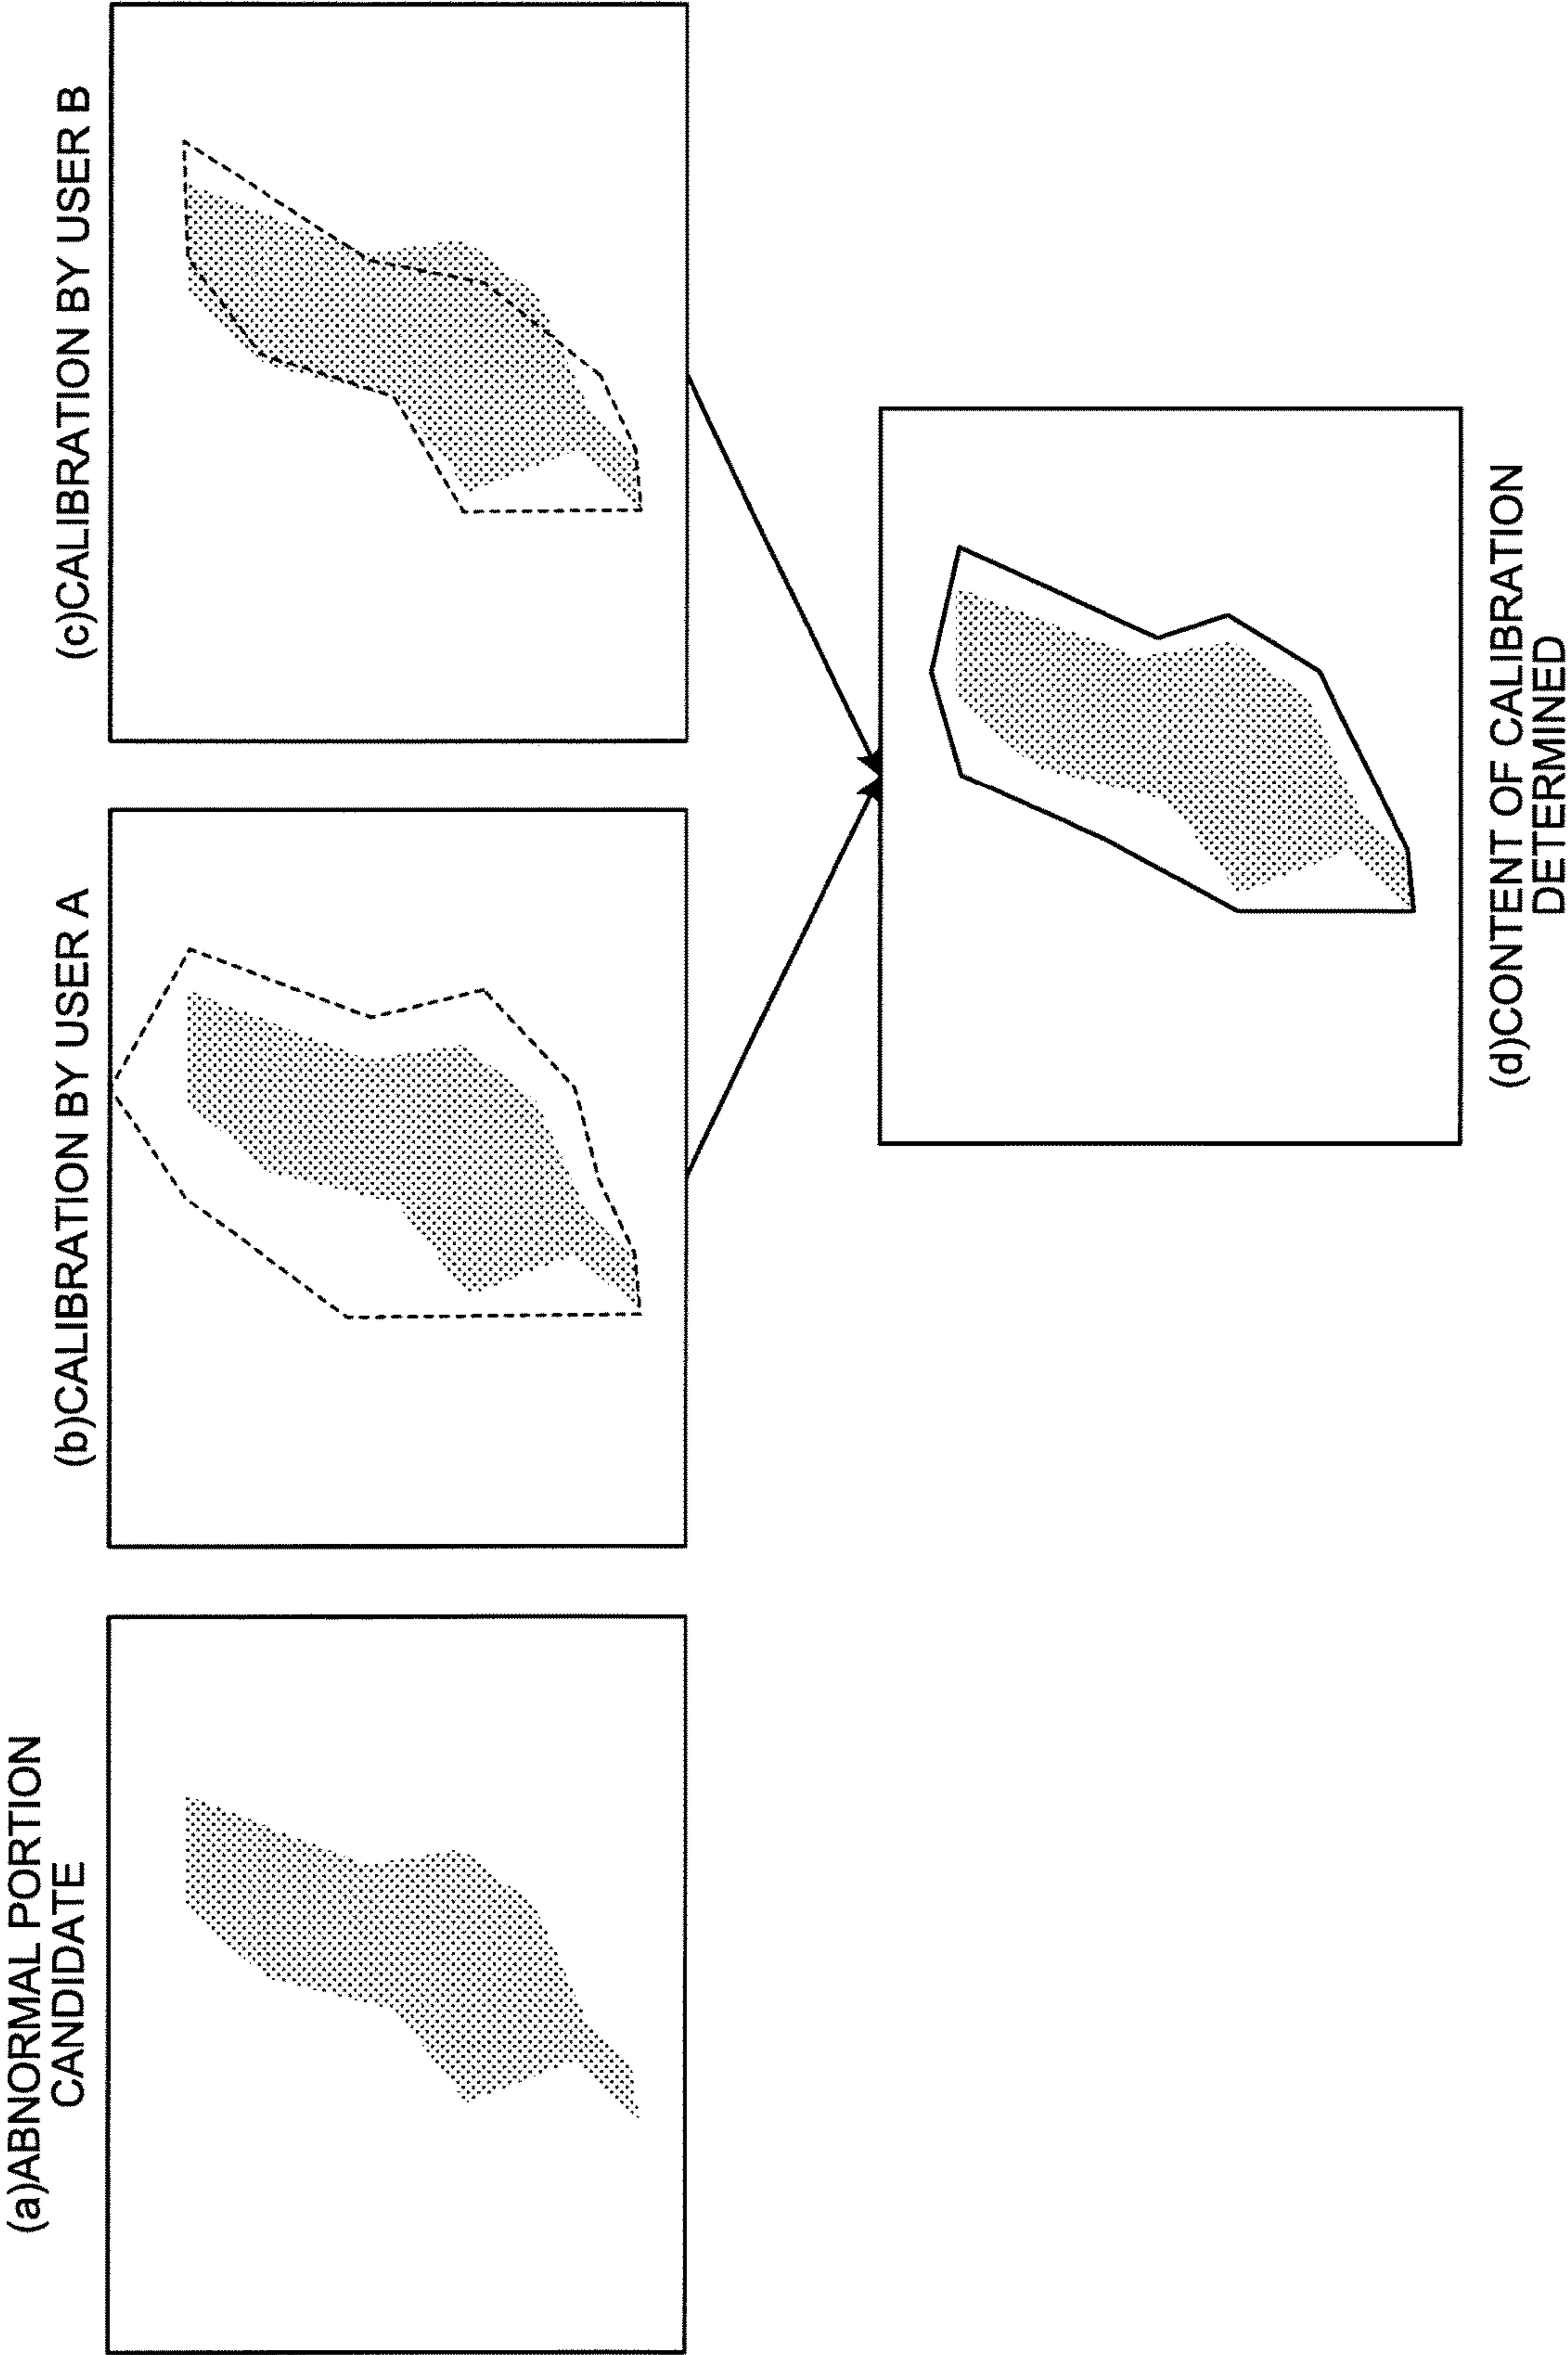 (a)ABNORMAL PORTION
CANDIDATE
(b)CALIBRATION BY USER A
(c)CALIBRATION BY USER B
(d)CONTENT OF CALIBRATION
DETERMINED